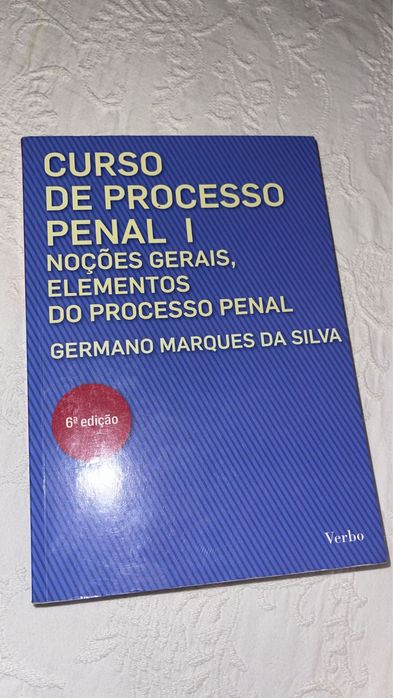 CURSO
DE PROCESSO
PENAL I
NOÇÕES GERAIS,
ELEMENTOS
DO PROCESSO PENAL
GERMANO MARQUES DA SILVA
6ª edição
Verbo